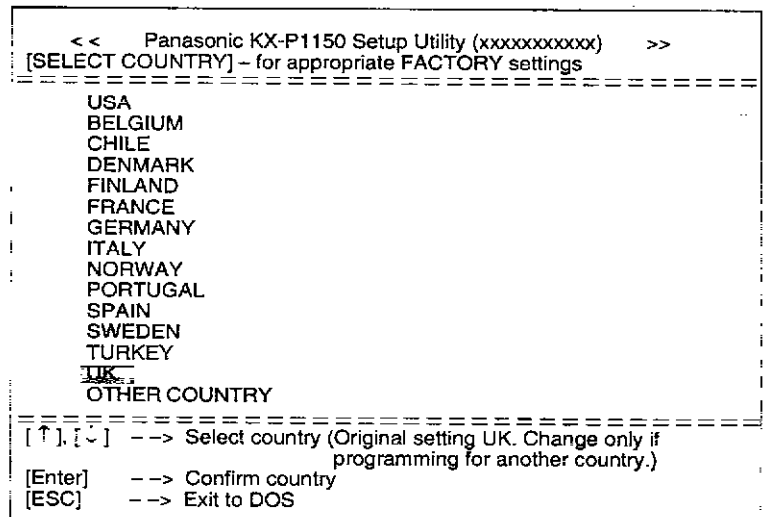 << Panasonic KX-P1150 Setup Utility (xxxxxxxxxxx) >>
[SELECT COUNTRY] – for appropriate FACTORY settings
USA
BELGIUM
CHILE
DENMARK
FINLAND
FRANCE
GERMANY
ITALY
NORWAY
PORTUGAL
SPAIN
SWEDEN
TURKEY
UK
OTHER COUNTRY
[↑], [↓] – –> Select country (Original setting UK. Change only if
programming for another country.)
[Enter] – –> Confirm country
[ESC] – –> Exit to DOS